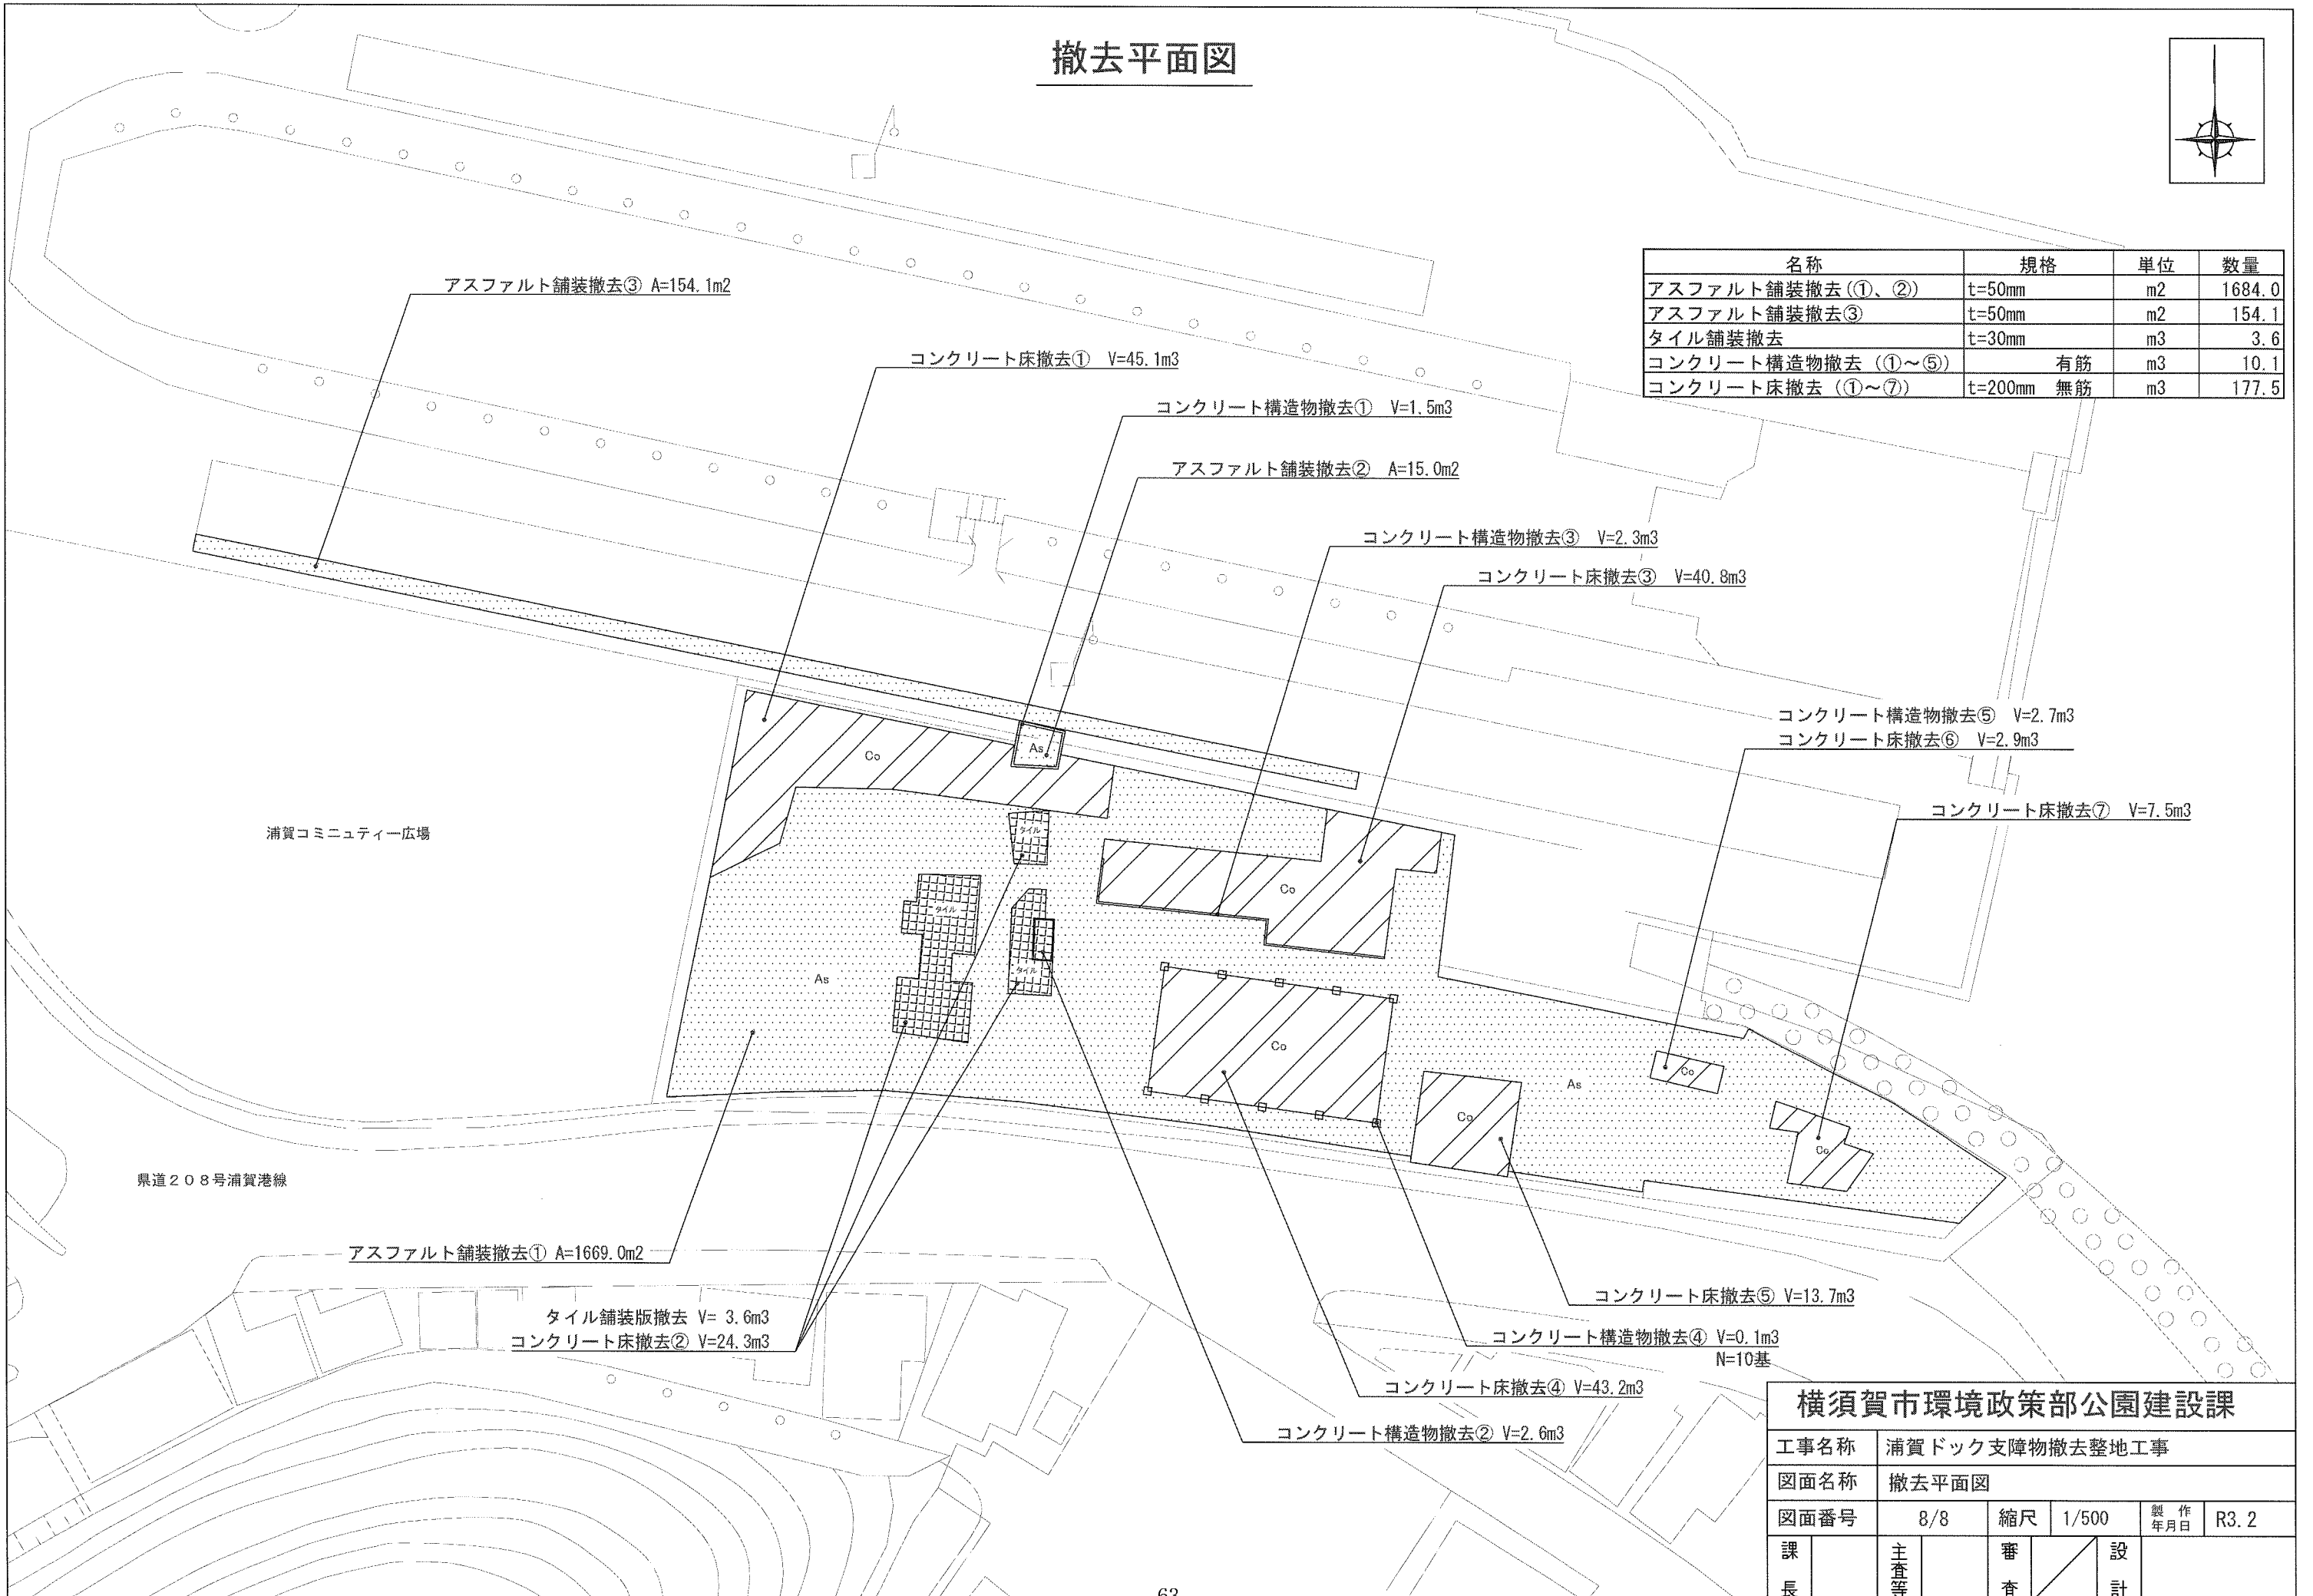 撤去平面図
名称 規格 単位 数量
アスファルト舗装撤去(①、②) t=50mm m2 1684.0
アスファルト舗装撤去③ t=50mm m2 154.1
タイル舗装撤去 t=30mm m3 3.6
コンクリート構造物撤去（①～⑤） 有筋 m3 10.1
コンクリート床撤去（①～⑦） t=200mm 無筋 m3 177.5
アスファルト舗装撤去③ A=154.1m2
コンクリート床撤去① V=45.1m3
コンクリート構造物撤去① V=1.5m3
アスファルト舗装撤去② A=15.0m2
コンクリート構造物撤去③ V=2.3m3
コンクリート床撤去③ V=40.8m3
コンクリート構造物撤去⑤ V=2.7m3
コンクリート床撤去⑥ V=2.9m3
コンクリート床撤去⑦ V=7.5m3
As
Co
タイル
浦賀コミニュティー広場
Co
タイル
タイル
As
Co
Co
As
Co
Co
県道２０８号浦賀港線
アスファルト舗装撤去① A=1669.0m2
タイル舗装版撤去 V= 3.6m3
コンクリート床撤去② V=24.3m3
コンクリート床撤去⑤ V=13.7m3
コンクリート構造物撤去④ V=0.1m3
N=10基
コンクリート床撤去④ V=43.2m3
コンクリート構造物撤去② V=2.6m3
横須賀市環境政策部公園建設課
工事名称 浦賀ドック支障物撤去整地工事
図面名称 撤去平面図
図面番号 8/8 縮尺 1/500 製作年月日 R3.2
課長 主査等 審査 設計
63